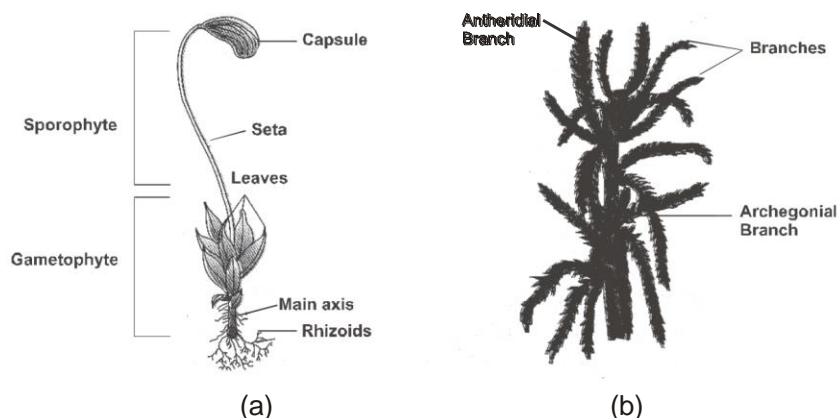 Capsule
Sporophyte
Seta
Leaves
Gametophyte
Main axis
Rhizoids
(a)
Antheridial
Branch
Branches
Archegonial
Branch
(b)